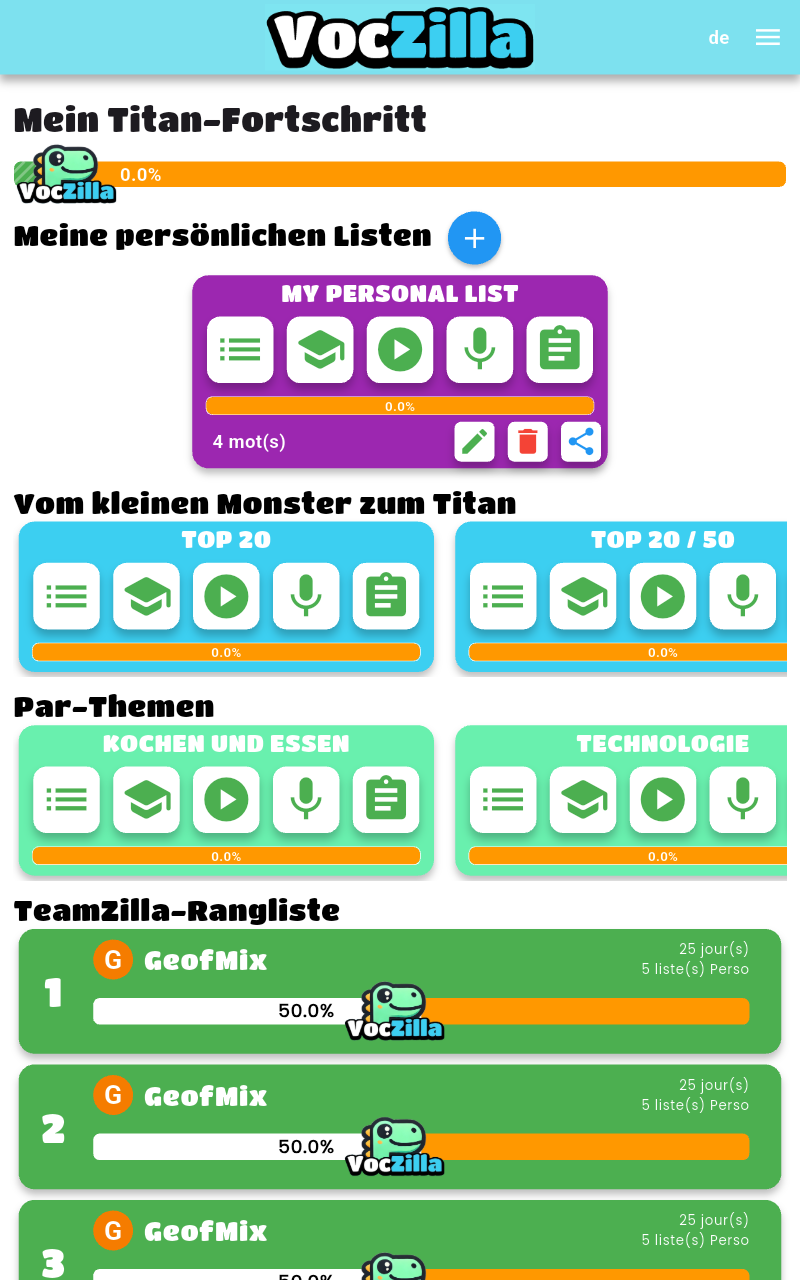 VocZilla
de
Mein Titan-Fortschritt
0.0%
VocZilla
Meine persönlichen Listen
MY PERSONAL LIST
0.0%
4 mot(s)
Vom kleinen Monster zum Titan
TOP 20
TOP 20 / 50
0.0%
0.0%
Par-Themen
KOCHEN UND ESSEN
TECHNOLOGIE
0.0%
0.0%
TeamZilla-Rangliste
1
G
GeofMix
25 jour(s)
5 liste(s) Perso
50.0%
VocZilla
2
G
GeofMix
25 jour(s)
5 liste(s) Perso
50.0%
VocZilla
3
G
GeofMix
25 jour(s)
5 liste(s) Perso
50.0%